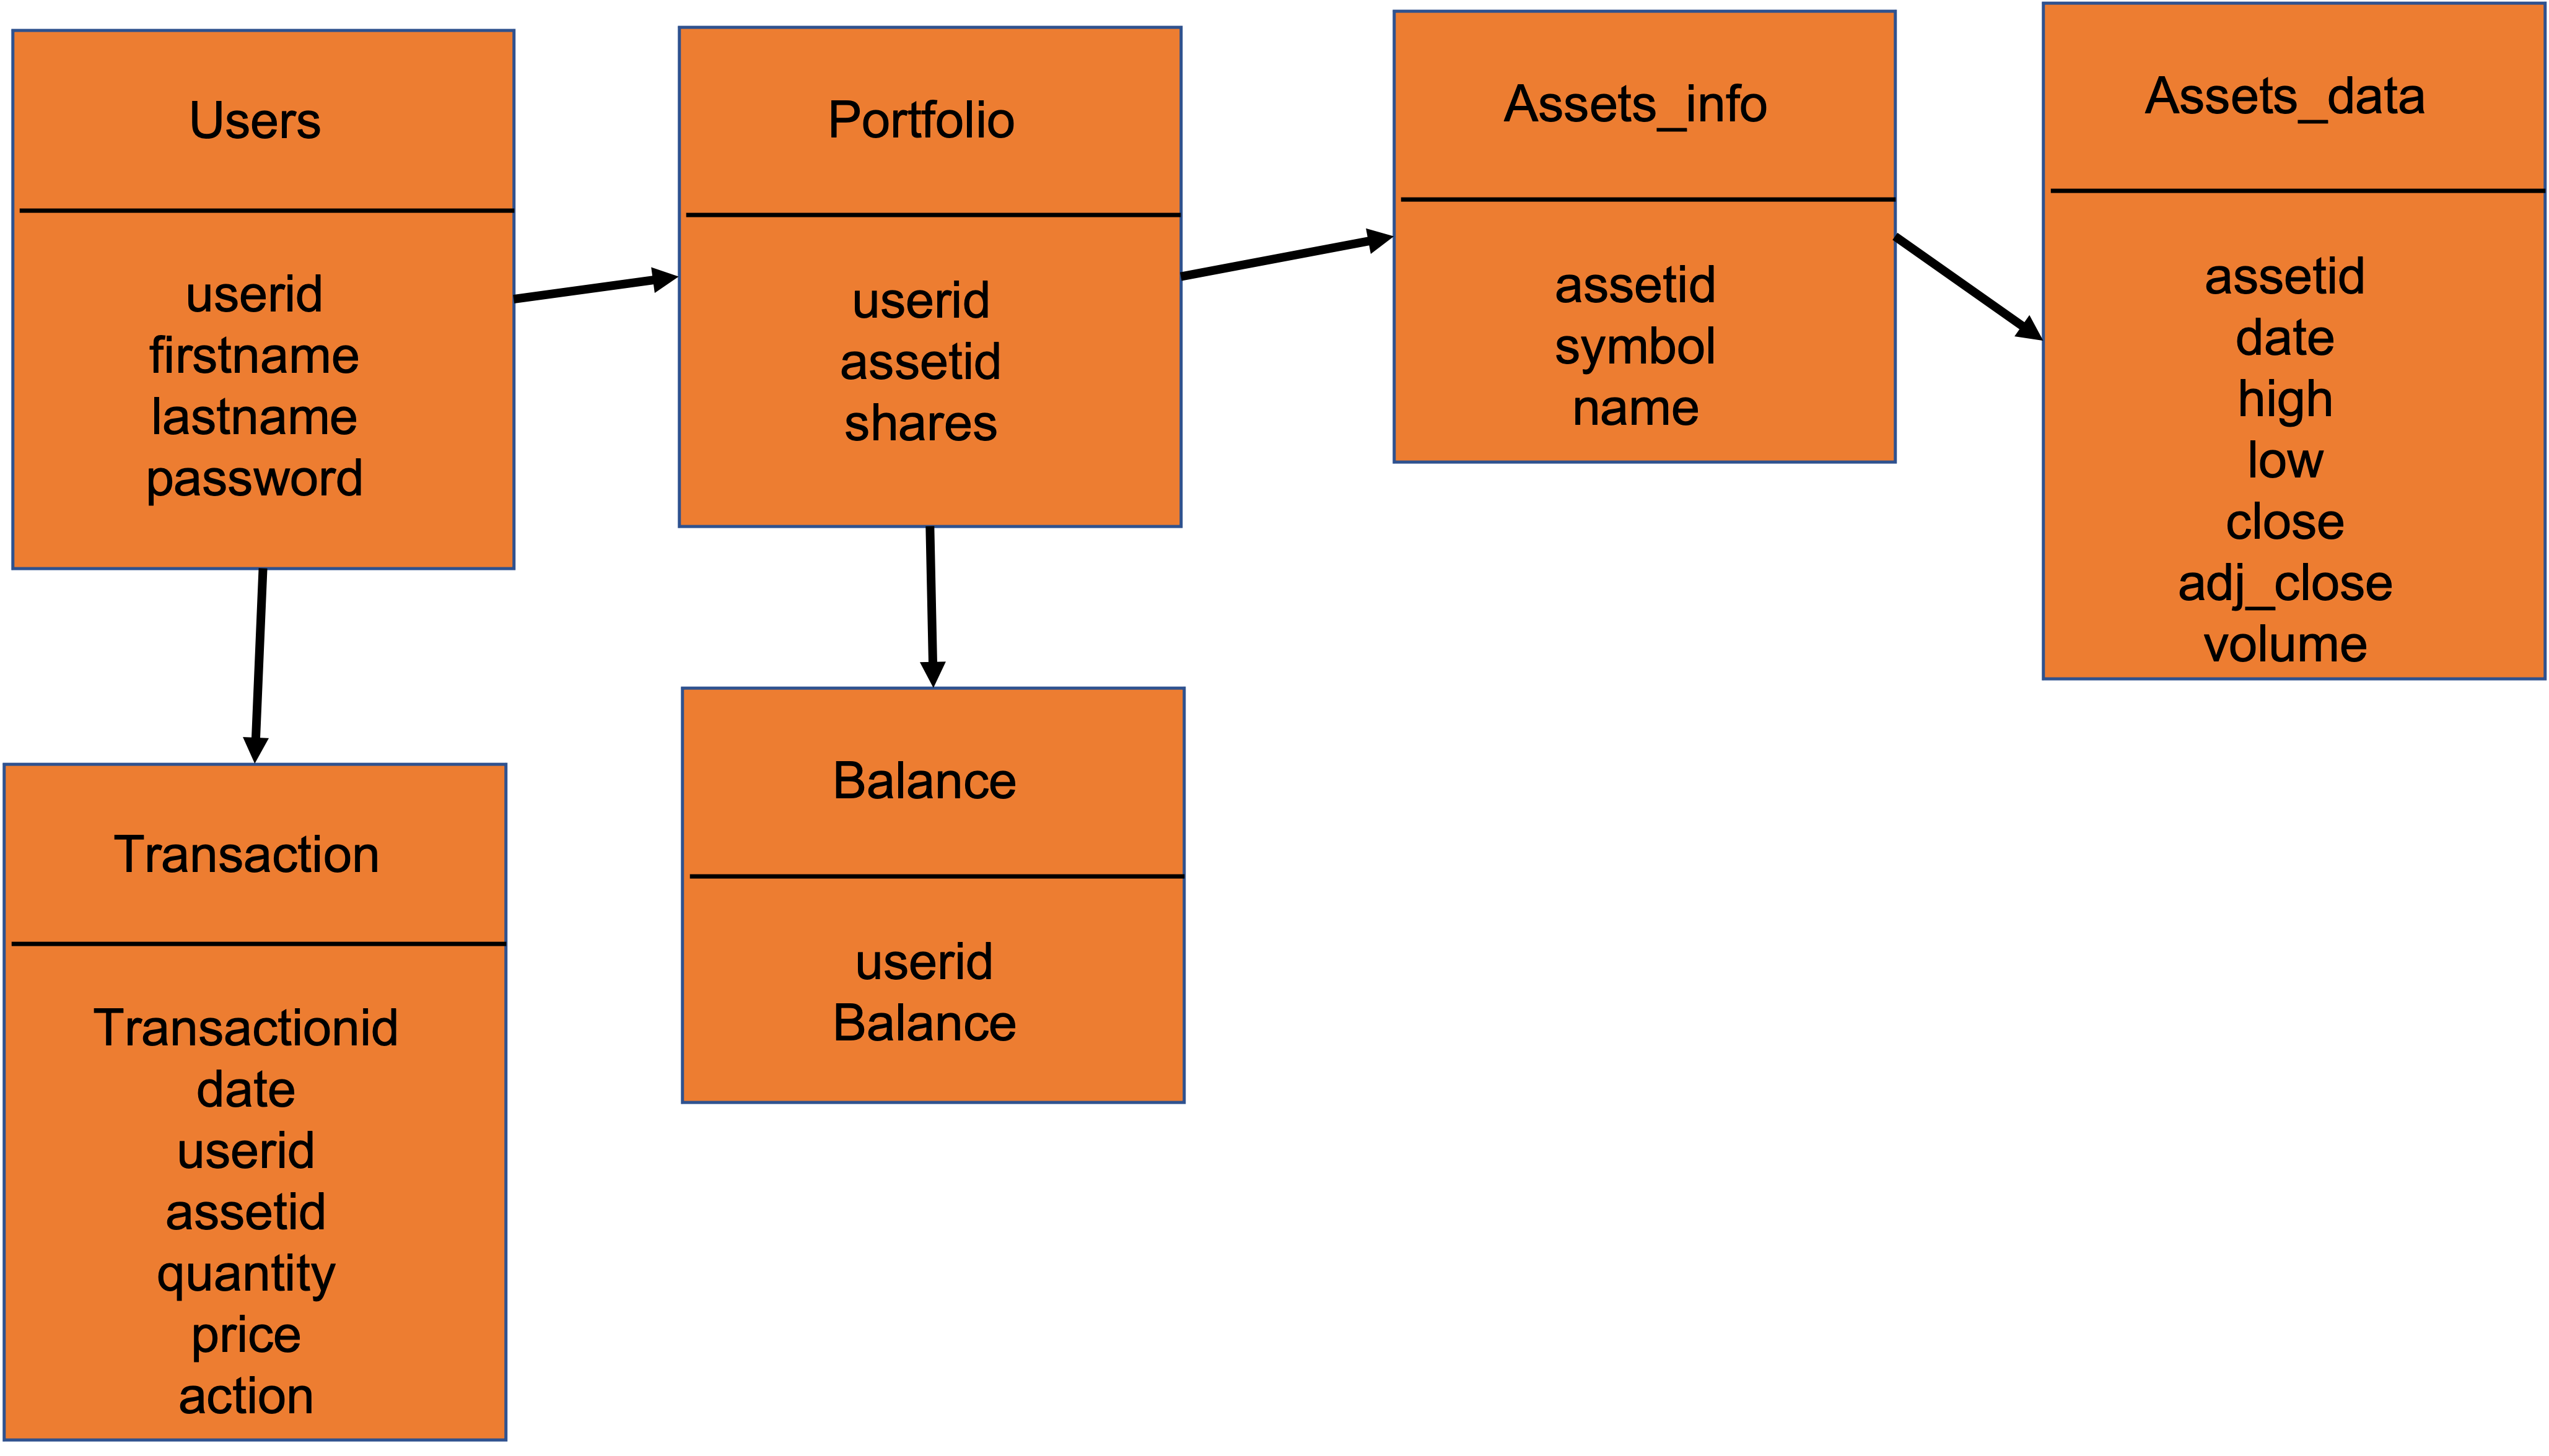 Users
userid
firstname
lastname
password
Portfolio
userid
assetid
shares
Assets_info
assetid
symbol
name
Assets_data
assetid
date
high
low
close
adj_close
volume
Transaction
Transactionid
date
userid
assetid
quantity
price
action
Balance
userid
Balance